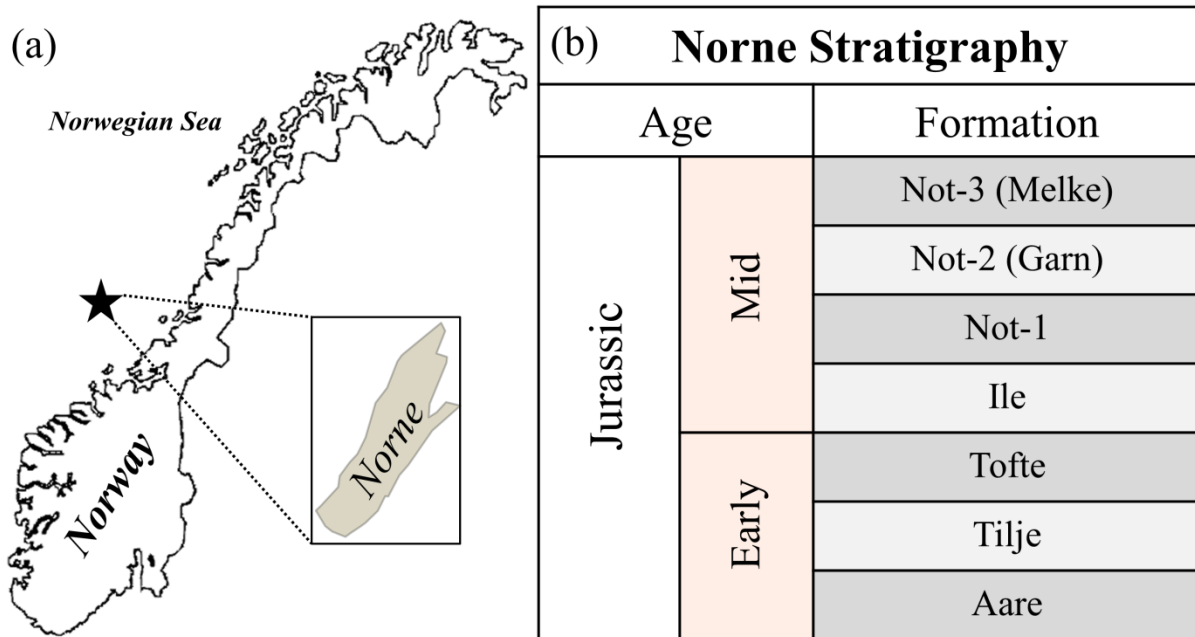 (a)
Norwegian Sea
Norway
Norne
(b)
Norne Stratigraphy
Age
Formation
Jurassic
Mid
Not-3 (Melke)
Not-2 (Garn)
Not-1
Ile
Early
Tofte
Tilje
Aare